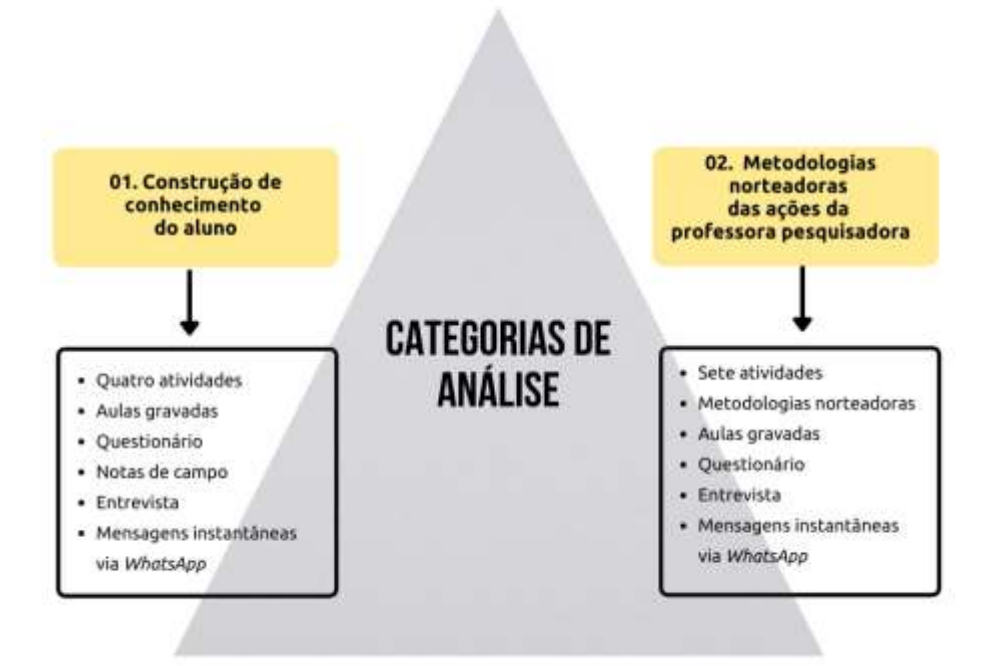 01. Construção de
conhecimento
do aluno
• Quatro atividades
• Aulas gravadas
• Questionário
• Notas de campo
• Entrevista
• Mensagens instantâneas
via WhatsApp
CATEGORIAS DE
ANÁLISE
02. Metodologias
norteadoras
das ações da
professora pesquisadora
• Sete atividades
• Metodologias norteadoras
• Aulas gravadas
• Questionário
• Entrevista
• Mensagens instantâneas
via WhatsApp